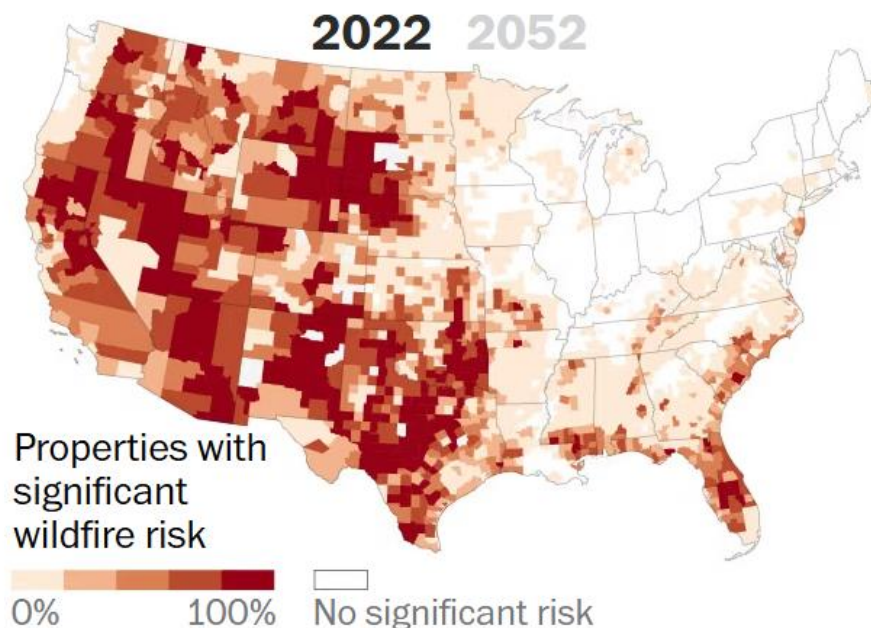 2022 2052
Properties with
significant
wildfire risk
0% 100% No significant risk